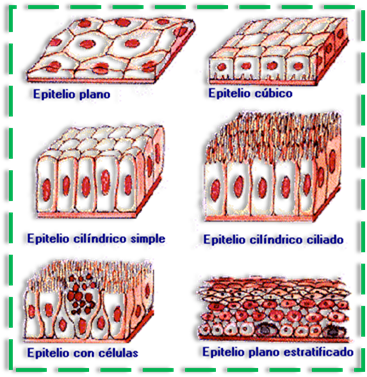 Epitelio plano
Epitelio cúbico
Epitelio cilíndrico simple
Epitelio cilíndrico ciliado
Epitelio con células
Epitelio plano estratificado